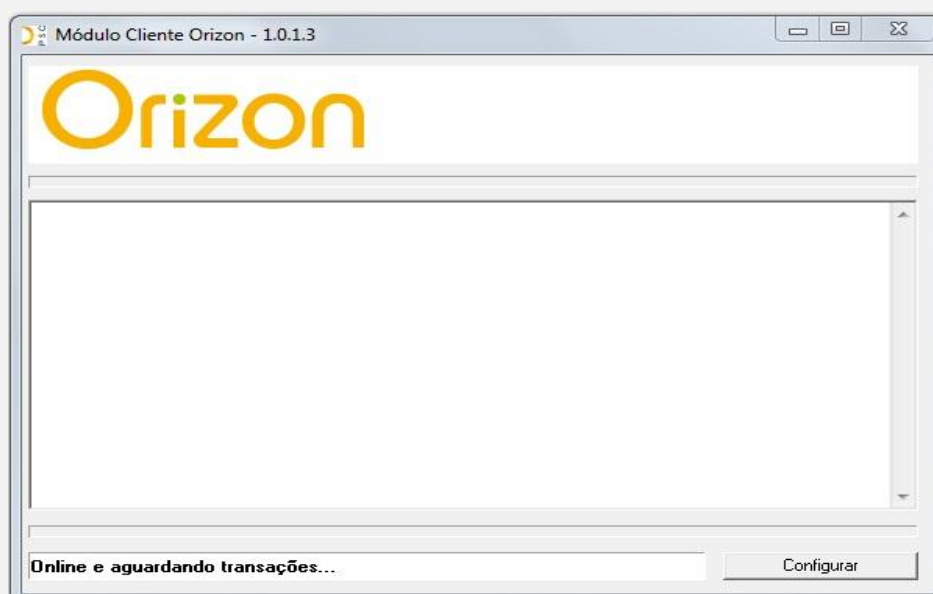 Módulo Cliente Orizon - 1.0.1.3
Orizon
Online e aguardando transações...
Configurar